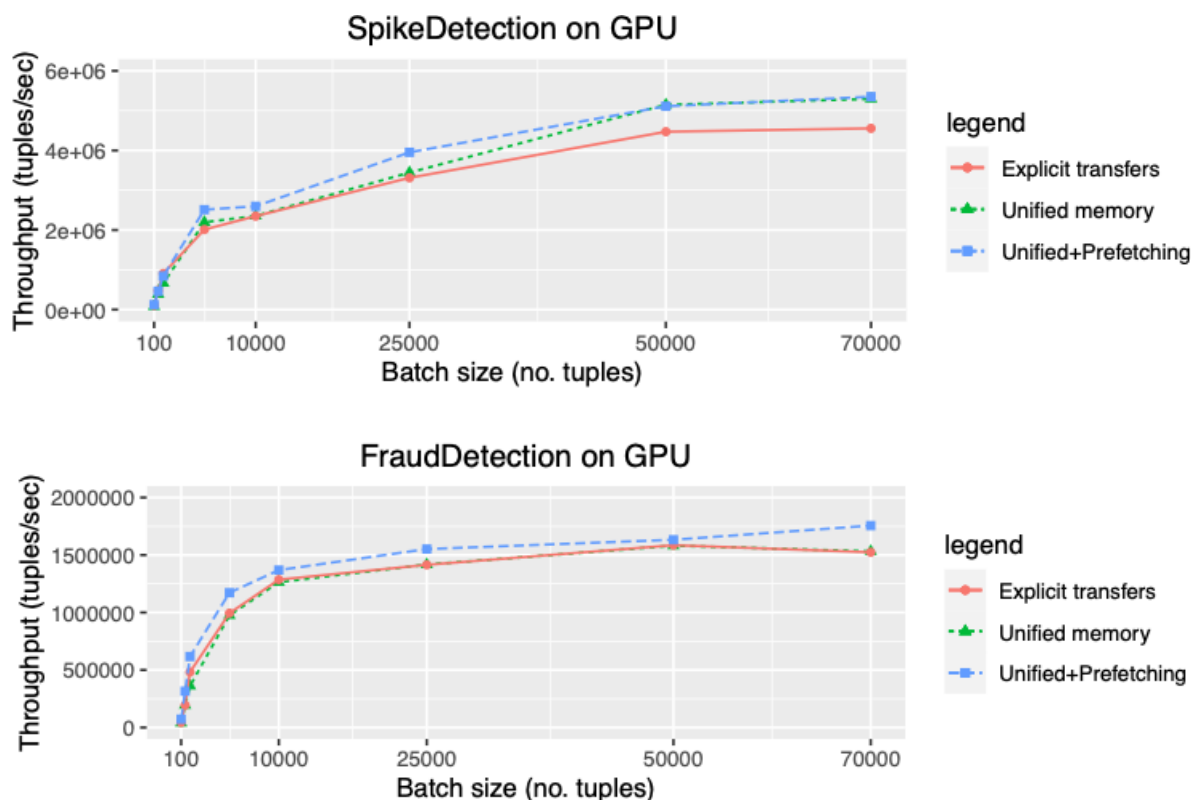 SpikeDetection on GPU
Throughput (tuples/sec)
6e+06
4e+06
2e+06
0e+00
100 10000 25000 50000 70000
Batch size (no. tuples)
legend
Explicit transfers
Unified memory
Unified+Prefetching
FraudDetection on GPU
Throughput (tuples/sec)
2000000
1500000
1000000
500000
0
100 10000 25000 50000 70000
Batch size (no. tuples)
legend
Explicit transfers
Unified memory
Unified+Prefetching